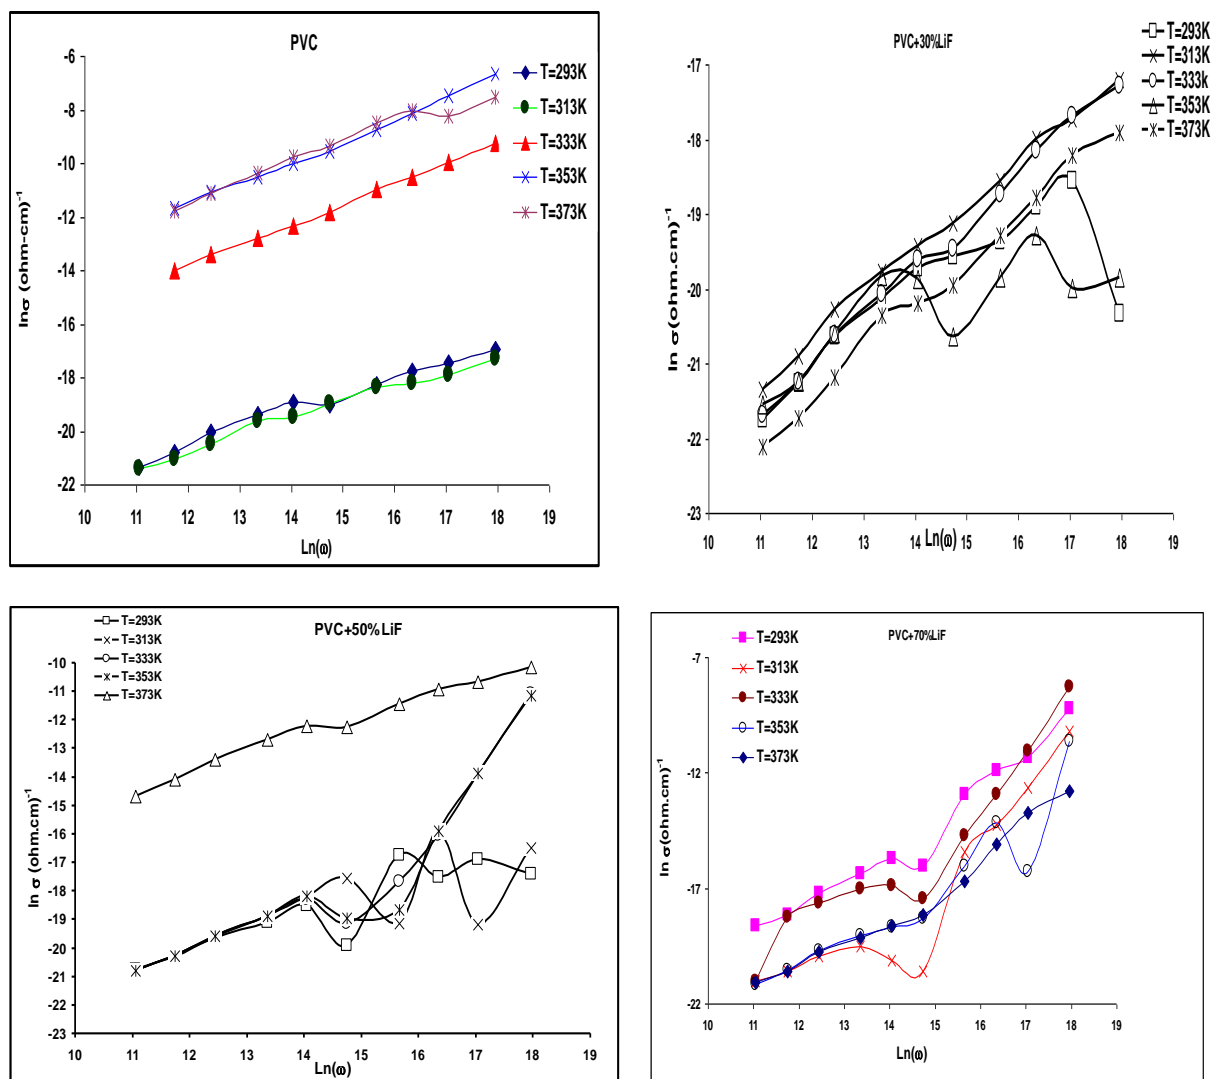 PVC
T=293K
T=313K
T=333K
T=353K
T=373K
-6
-8
-10
-12
-14
-16
-18
-20
-22
10 11 12 13 14 15 16 17 18 19
Ln(ω)
lnσ (ohm-cm)⁻¹
PVC+30%LiF
T=293K
T=313K
T=333k
T=353K
T=373K
-17
-18
-19
-20
-21
-22
-23
10 11 12 13 14 15 16 17 18 19
Ln(ω)
ln σ(ohm.cm)⁻¹
PVC+50%LiF
T=293K
T=313K
T=333K
T=353K
T=373K
-10
-11
-12
-13
-14
-15
-16
-17
-18
-19
-20
-21
-22
-23
10 11 12 13 14 15 16 17 18 19
Ln(ω)
ln σ (ohm.cm)⁻¹
PVC+70%LiF
T=293K
T=313K
T=333K
T=353K
T=373K
-7
-12
-17
-22
10 11 12 13 14 15 16 17 18 19
Ln(ω)
ln σ(ohm.cm)⁻¹